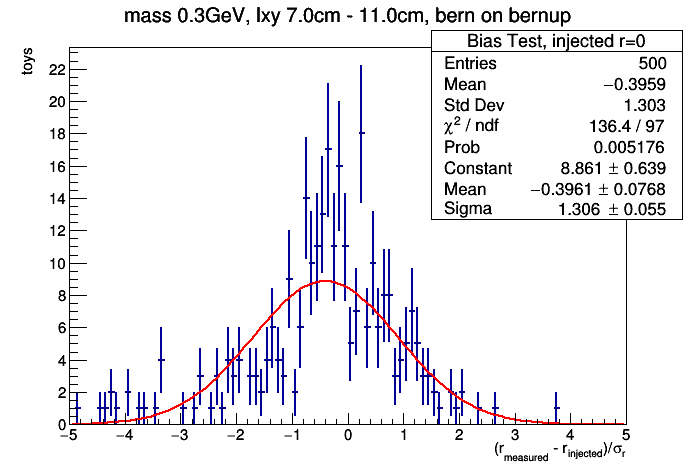 mass 0.3GeV, lxy 7.0cm - 11.0cm, bern on bernup
toys
Bias Test, injected r=0
Entries 500
Mean −0.3959
Std Dev 1.303
χ² / ndf 136.4 / 97
Prob 0.005176
Constant 8.861 ± 0.639
Mean −0.3961 ± 0.0768
Sigma 1.306 ± 0.055
22
20
18
16
14
12
10
8
6
4
2
0
−5 −4 −3 −2 −1 0 1 2 3 4 5
(r_measured - r_injected)/σ_r